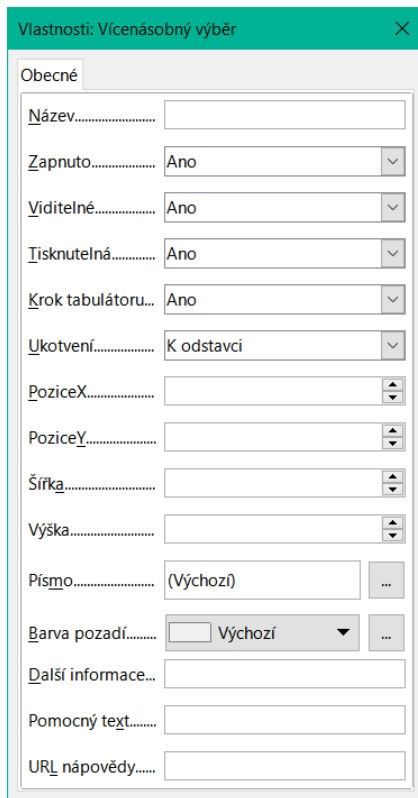 Vlastnosti: Vícenásobný výběr
Obecné
Název...........................
Zapnuto..................... Ano
Viditelné.................... Ano
Tisknutelná.............. Ano
Krok tabulátoru... Ano
Ukotvení.................. K odstavci
PoziceX......................
PoziceY.......................
Šířka............................
Výška............................
Písmo........................... (Výchozí) ...
Barva pozadí......... Výchozí ...
Další informace...
Pomocný text........
URL nápovědy......